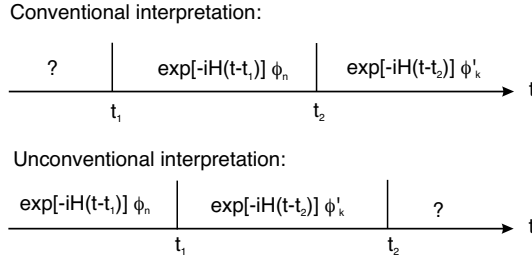 Conventional interpretation:
? exp[-iH(t-t₁)] ϕₙ exp[-iH(t-t₂)] ϕ'ₖ
t
t₁ t₂
Unconventional interpretation:
exp[-iH(t-t₁)] ϕₙ exp[-iH(t-t₂)] ϕ'ₖ ?
t
t₁ t₂